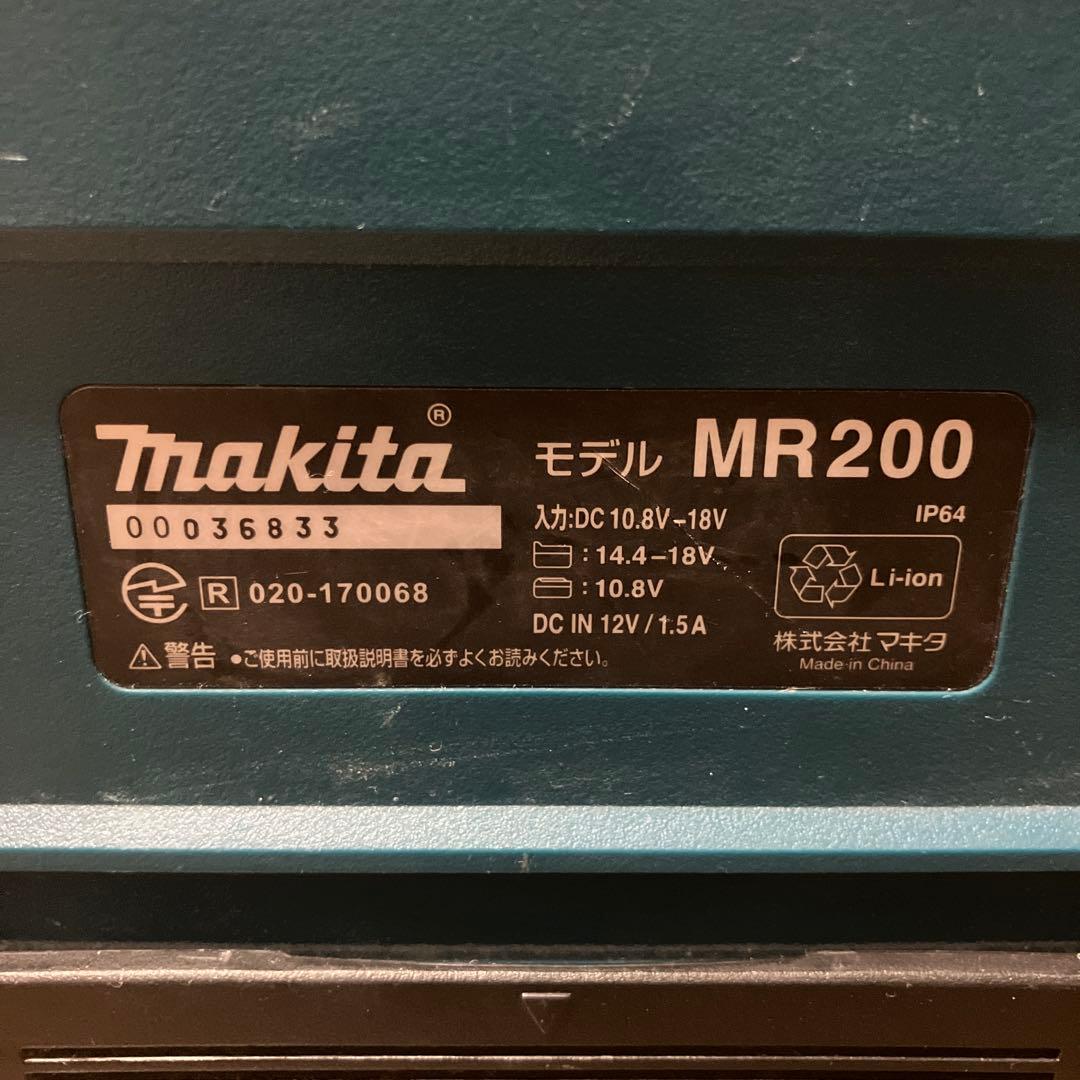 makita®
モデル MR200
00036833
入力:DC 10.8V-18V
IP64
:14.4-18V
:10.8V
Li-ion
R 020-170068
DC IN 12V/1.5A
株式会社 マキタ
Made in China
⚠警告 ●ご使用前に取扱説明書を必ずよくお読みください。